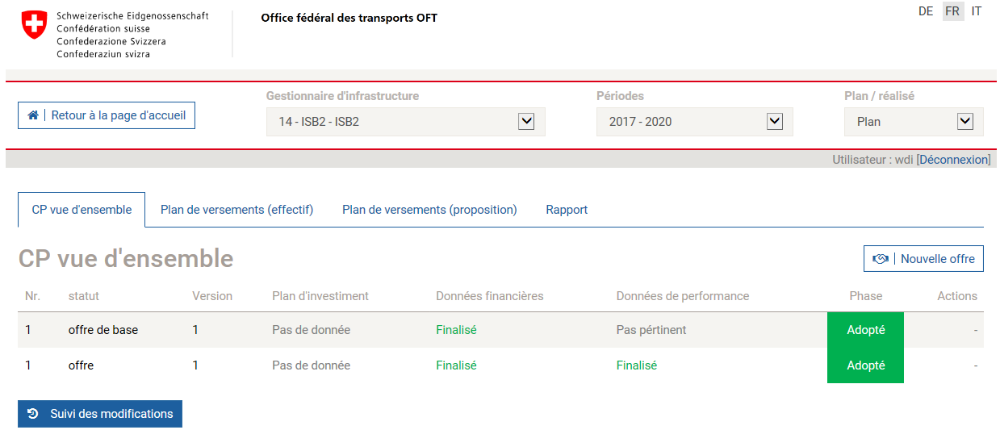 Schweizerische Eidgenossenschaft
Confédération suisse
Confederazione Svizzera
Confederaziun svizra
Office fédéral des transports OFT
DE FR IT
Retour à la page d'accueil
Gestionnaire d'infrastructure
14 - ISB2 - ISB2
Périodes
2017 - 2020
Plan / réalisé
Plan
Utilisateur : wdi [Déconnexion]
CP vue d'ensemble Plan de versements (effectif) Plan de versements (proposition) Rapport
CP vue d'ensemble
Nouvelle offre
Nr. statut Version Plan d'investiment Données financières Données de performance Phase Actions
1 offre de base 1 Pas de donnée Finalisé Pas pértinent Adopté -
1 offre 1 Pas de donnée Finalisé Finalisé Adopté -
Suivi des modifications